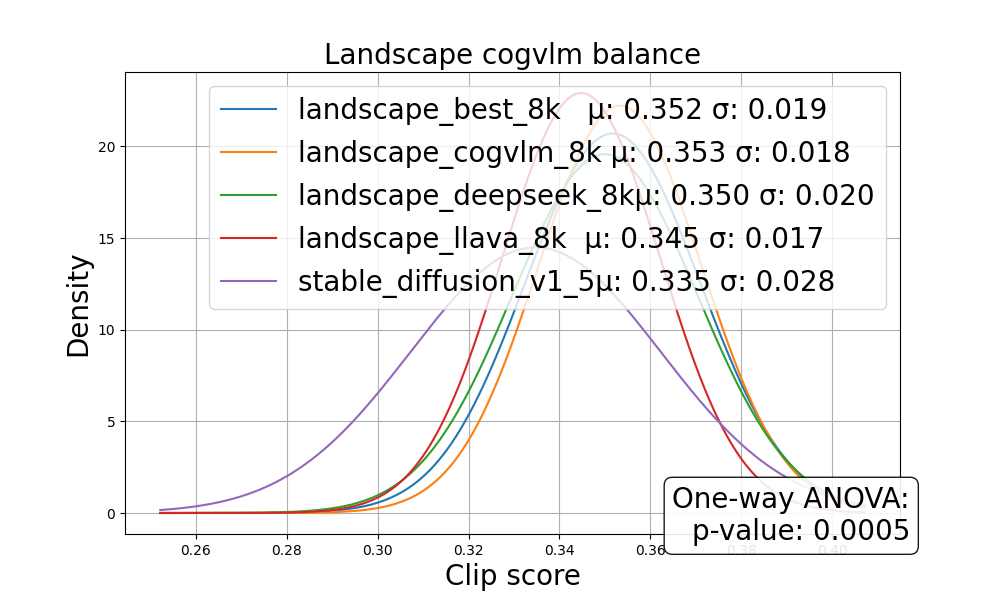 Landscape cogvlm balance
landscape_best_8k μ: 0.352 σ: 0.019
landscape_cogvlm_8k μ: 0.353 σ: 0.018
landscape_deepseek_8kμ: 0.350 σ: 0.020
landscape_llava_8k μ: 0.345 σ: 0.017
stable_diffusion_v1_5μ: 0.335 σ: 0.028
Density
20
15
10
5
0
One-way ANOVA:
p-value: 0.0005
0.26 0.28 0.30 0.32 0.34 0.36 0.38 0.40
Clip score